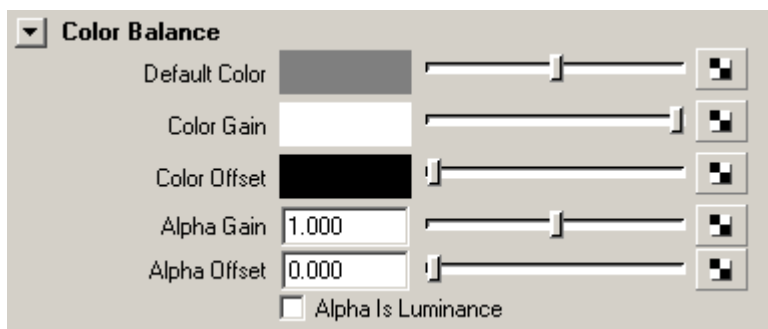 Color Balance
Default Color
Color Gain
Color Offset
Alpha Gain 1.000
Alpha Offset 0.000
Alpha Is Luminance